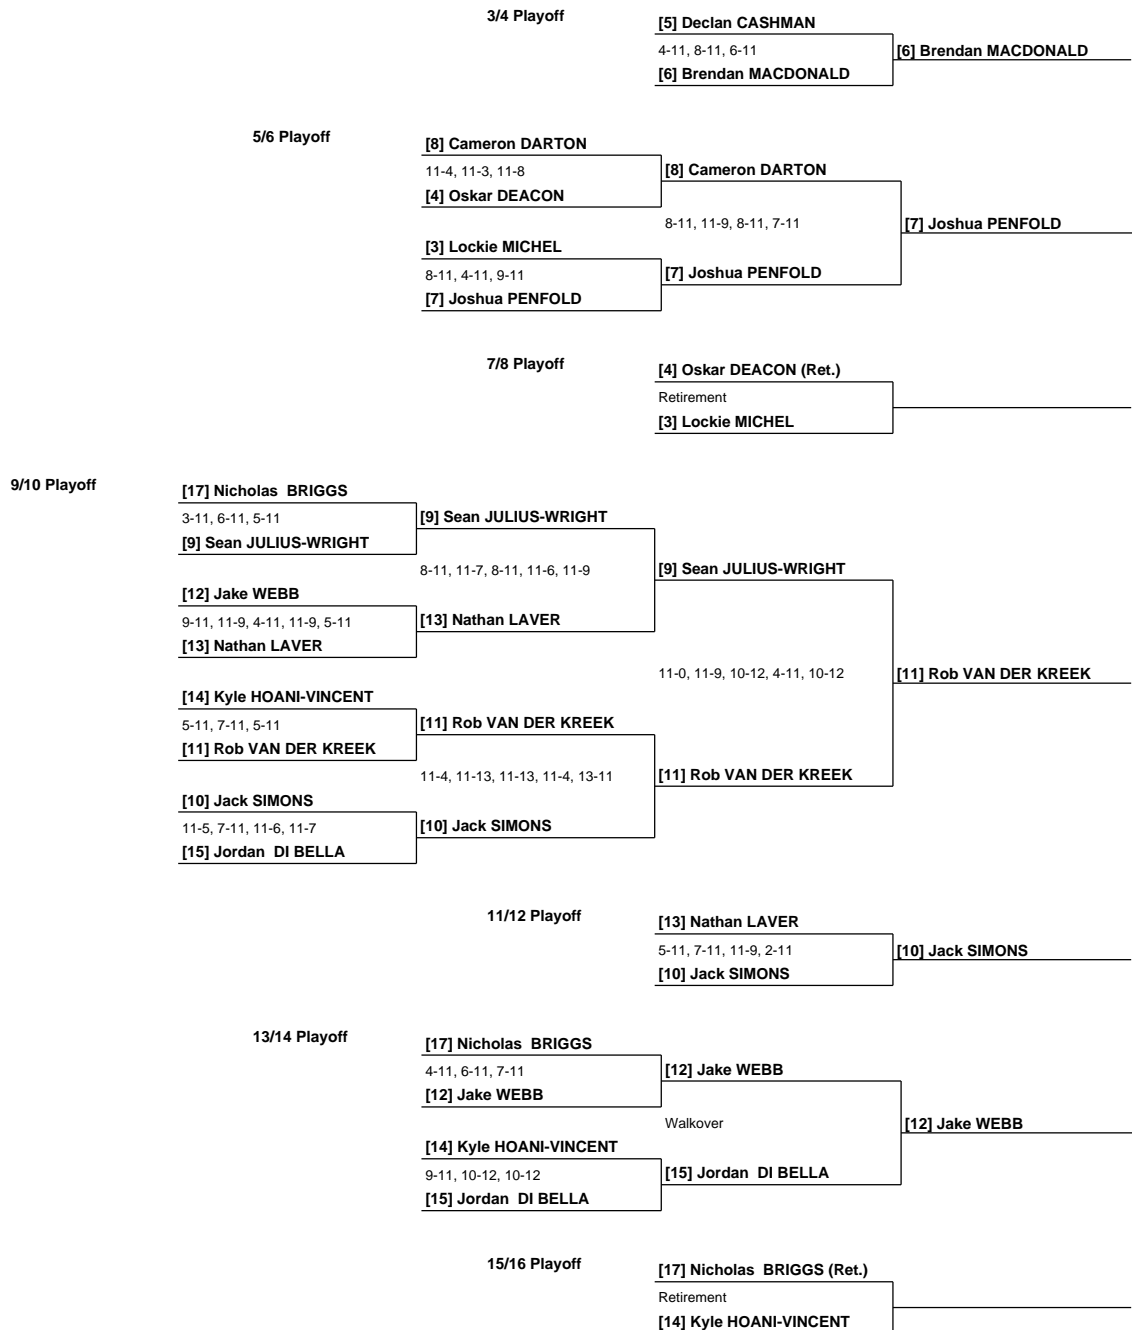 3/4 Playoff
[5] Declan CASHMAN
4-11, 8-11, 6-11
[6] Brendan MACDONALD
[6] Brendan MACDONALD
5/6 Playoff
[8] Cameron DARTON
11-4, 11-3, 11-8
[8] Cameron DARTON
[4] Oskar DEACON
8-11, 11-9, 8-11, 7-11
[7] Joshua PENFOLD
[3] Lockie MICHEL
8-11, 4-11, 9-11
[7] Joshua PENFOLD
[7] Joshua PENFOLD
7/8 Playoff
[4] Oskar DEACON (Ret.)
Retirement
[3] Lockie MICHEL
9/10 Playoff
[17] Nicholas  BRIGGS
3-11, 6-11, 5-11
[9] Sean JULIUS-WRIGHT
[9] Sean JULIUS-WRIGHT
8-11, 11-7, 8-11, 11-6, 11-9
[9] Sean JULIUS-WRIGHT
[12] Jake WEBB
9-11, 11-9, 4-11, 11-9, 5-11
[13] Nathan LAVER
[13] Nathan LAVER
11-0, 11-9, 10-12, 4-11, 10-12
[11] Rob VAN DER KREEK
[14] Kyle HOANI-VINCENT
5-11, 7-11, 5-11
[11] Rob VAN DER KREEK
[11] Rob VAN DER KREEK
11-4, 11-13, 11-13, 11-4, 13-11
[11] Rob VAN DER KREEK
[10] Jack SIMONS
11-5, 7-11, 11-6, 11-7
[10] Jack SIMONS
[15] Jordan  DI BELLA
11/12 Playoff
[13] Nathan LAVER
5-11, 7-11, 11-9, 2-11
[10] Jack SIMONS
[10] Jack SIMONS
13/14 Playoff
[17] Nicholas  BRIGGS
4-11, 6-11, 7-11
[12] Jake WEBB
[12] Jake WEBB
Walkover
[12] Jake WEBB
[14] Kyle HOANI-VINCENT
9-11, 10-12, 10-12
[15] Jordan  DI BELLA
[15] Jordan  DI BELLA
15/16 Playoff
[17] Nicholas  BRIGGS (Ret.)
Retirement
[14] Kyle HOANI-VINCENT